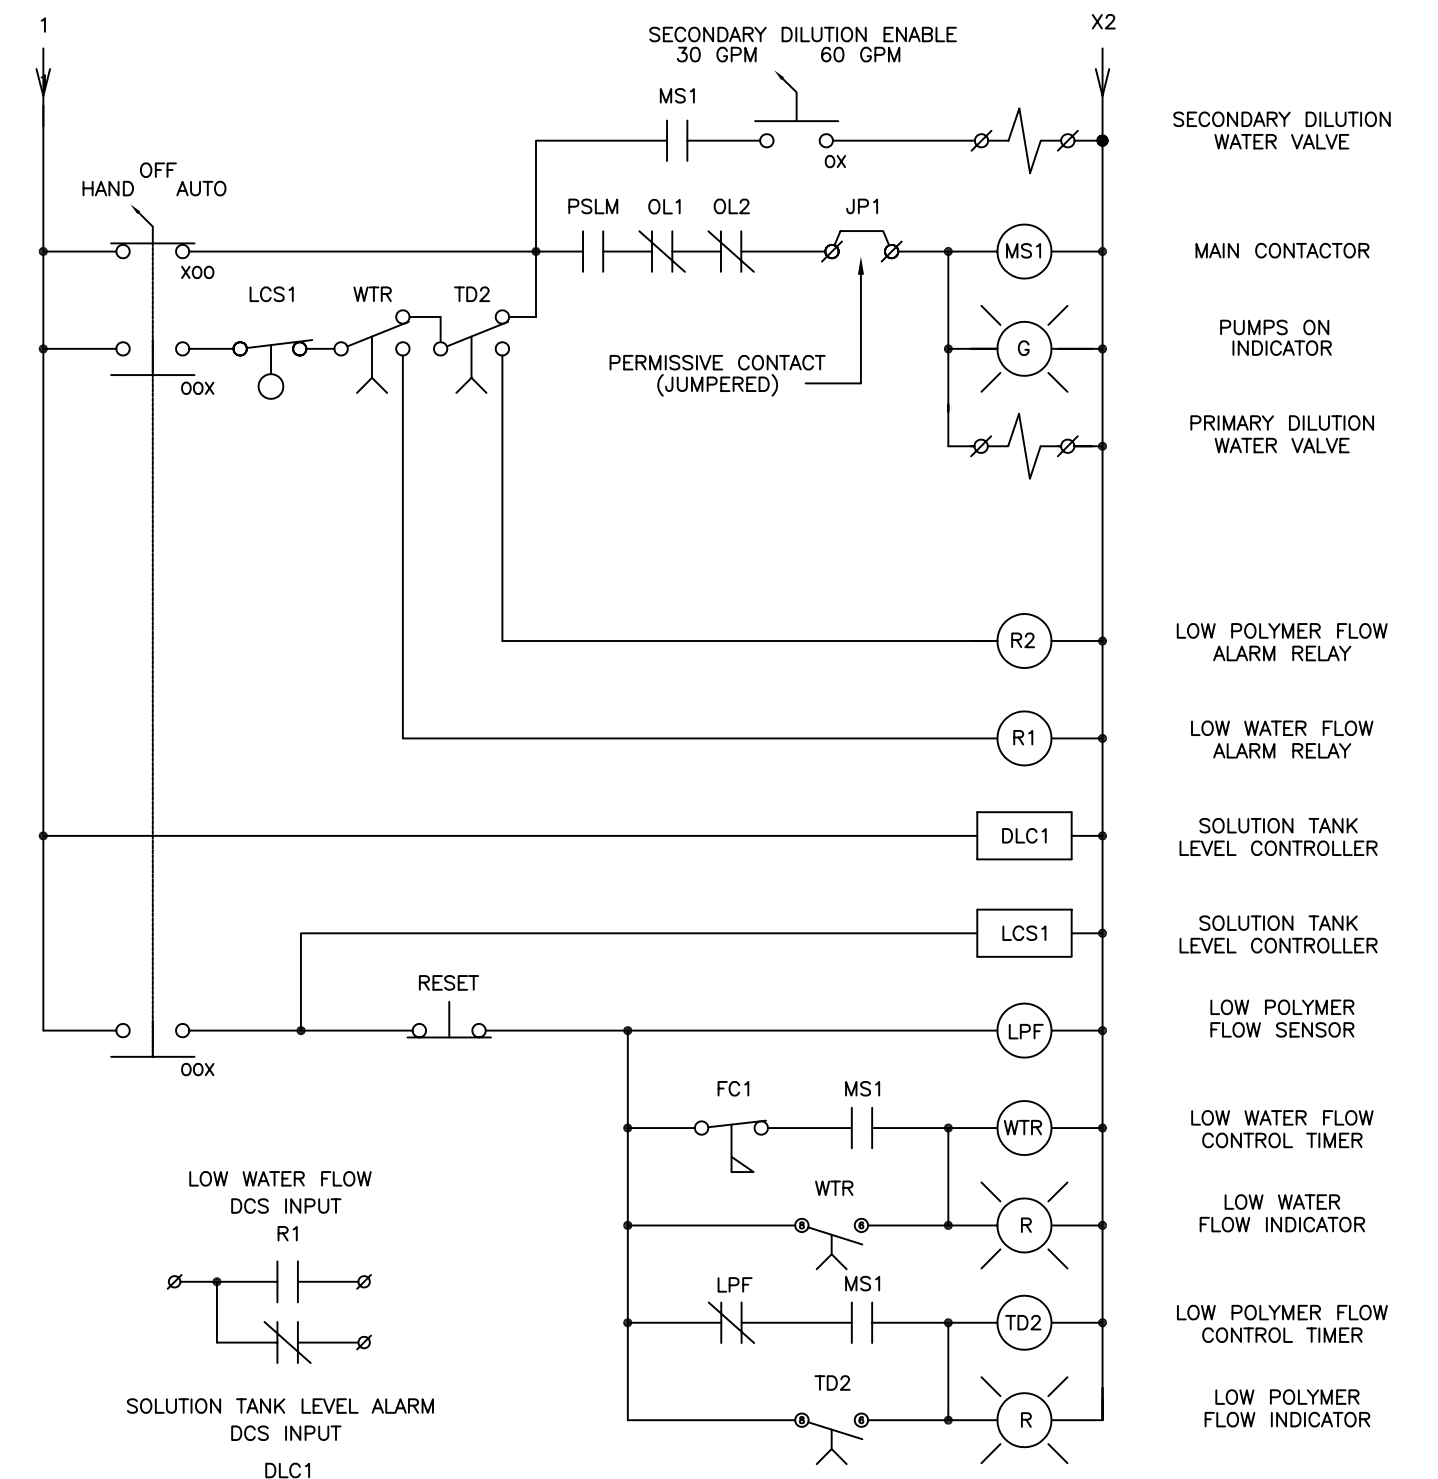 1
X2
SECONDARY DILUTION ENABLE
30 GPM 60 GPM
MS1
OX
SECONDARY DILUTION
WATER VALVE
OFF
HAND AUTO
XOO
PSLM OL1 OL2 JP1
MS1
MAIN CONTACTOR
LCS1 WTR TD2
OOX
G
PUMPS ON
INDICATOR
PERMISSIVE CONTACT
(JUMPERED)
PRIMARY DILUTION
WATER VALVE
R2
LOW POLYMER FLOW
ALARM RELAY
R1
LOW WATER FLOW
ALARM RELAY
DLC1
SOLUTION TANK
LEVEL CONTROLLER
LCS1
SOLUTION TANK
LEVEL CONTROLLER
RESET
OOX
LPF
LOW POLYMER
FLOW SENSOR
FC1 MS1
WTR
LOW WATER FLOW
CONTROL TIMER
WTR
8 6
R
LOW WATER
FLOW INDICATOR
LPF MS1
TD2
LOW POLYMER FLOW
CONTROL TIMER
TD2
8 6
R
LOW POLYMER
FLOW INDICATOR
LOW WATER FLOW
DCS INPUT
R1
SOLUTION TANK LEVEL ALARM
DCS INPUT
DLC1